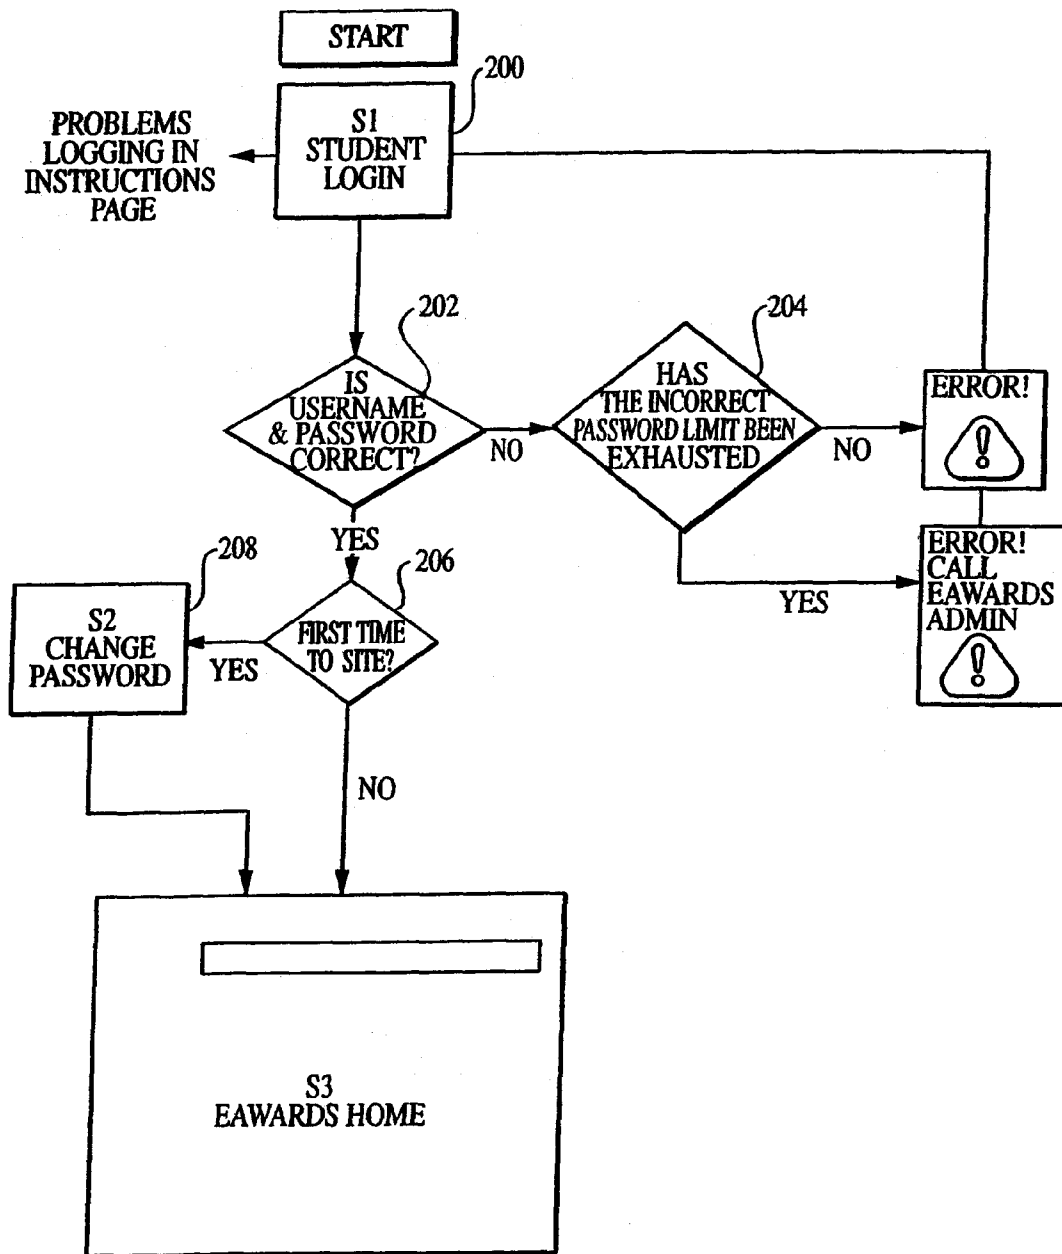 START
200
S1
STUDENT
LOGIN
PROBLEMS
LOGGING IN
INSTRUCTIONS
PAGE
202
IS
USERNAME
& PASSWORD
CORRECT?
NO
204
HAS
THE INCORRECT
PASSWORD LIMIT BEEN
EXHAUSTED
NO
ERROR!
!
YES
ERROR!
CALL
EAWARDS
ADMIN
!
YES
206
FIRST TIME
TO SITE?
YES
208
S2
CHANGE
PASSWORD
NO
S3
EAWARDS HOME